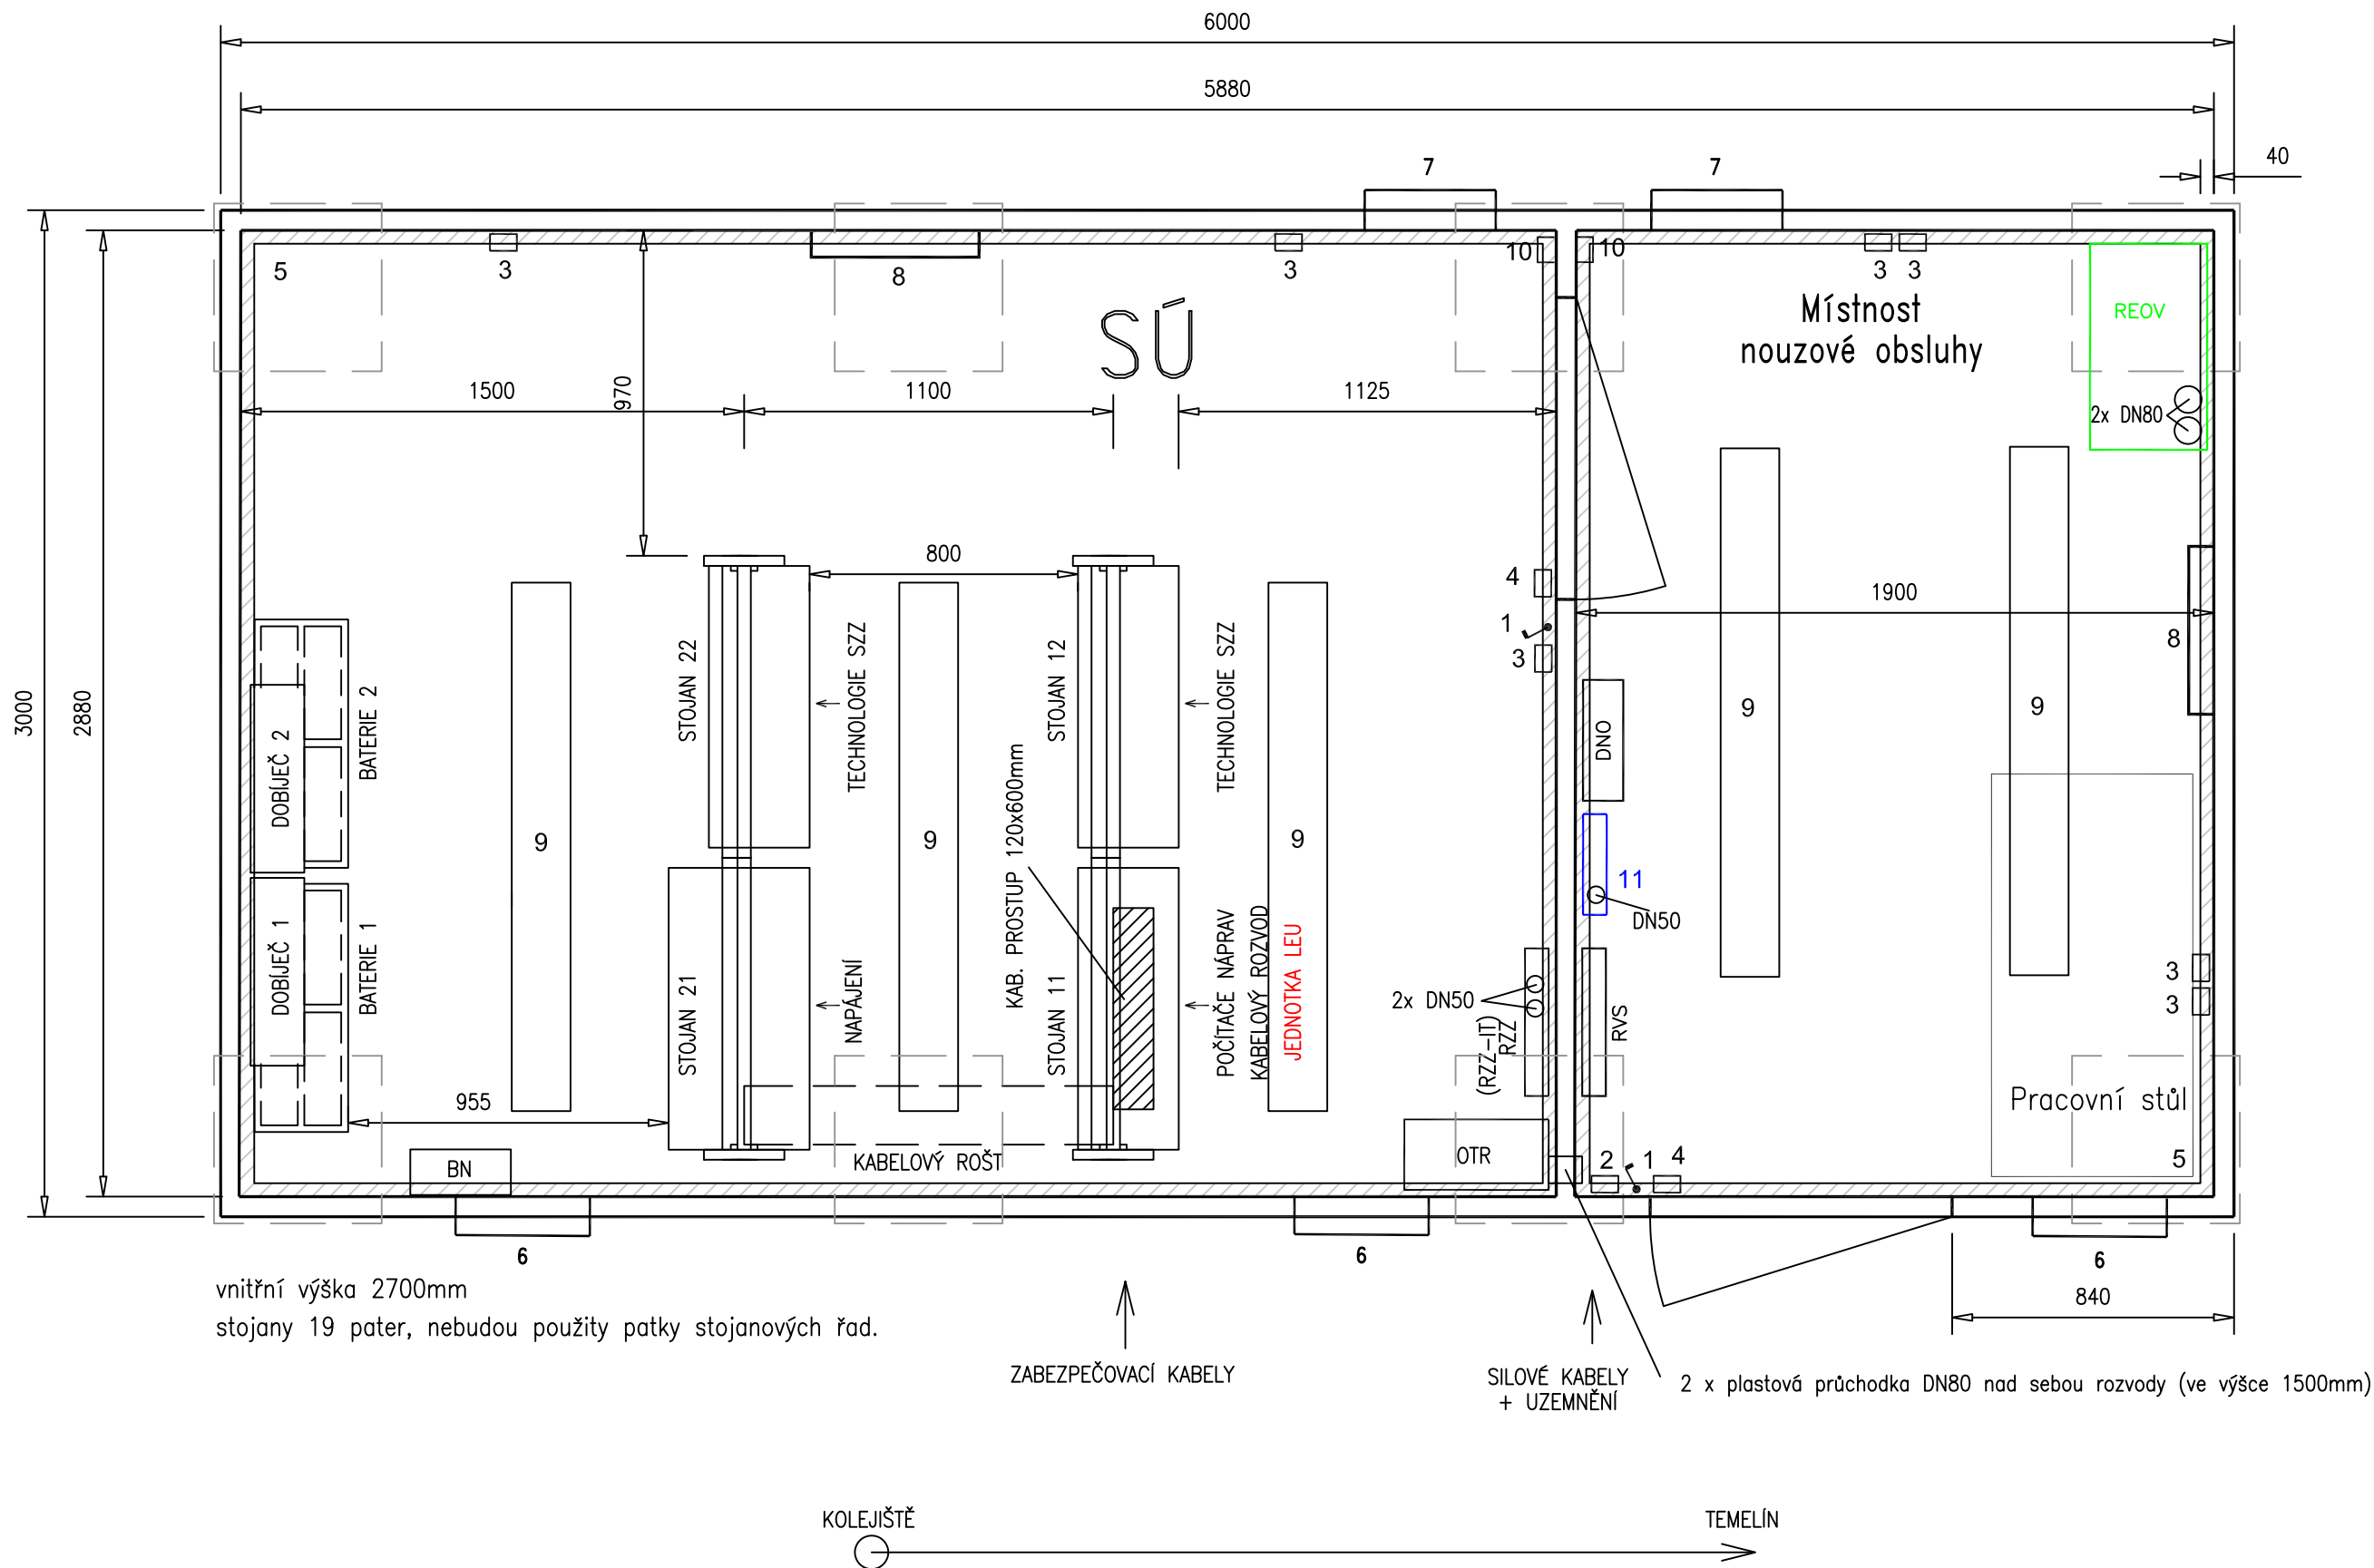 6000
5880
40
7
7
5
3
8
3
10
10
3
3
SÚ
Místnost
nouzové obsluhy
REOV
2x DN80
1500
970
1100
1125
800
1900
3000
2880
4
1
3
8
STOJAN 22
TECHNOLOGIE SZZ
STOJAN 12
TECHNOLOGIE SZZ
DOBÍJEČ 2
BATERIE 2
DNO
9
9
9
9
9
KAB. PROSTUP 120x600mm
11
DN50
DOBÍJEČ 1
BATERIE 1
STOJAN 21
NAPÁJENÍ
STOJAN 11
POČÍTAČE NÁPRAV
KABELOVÝ ROZVOD
JEDNOTKA LEU
2x DN50
(RZZ-IT)
RZZ
RVS
3
3
955
Pracovní stůl
BN
KABELOVÝ ROŠT
OTR
2
1
4
5
6
6
6
840
vnitřní výška 2700mm
stojany 19 pater, nebudou použity patky stojanových řad.
ZABEZPEČOVACÍ KABELY
SILOVÉ KABELY
+ UZEMNĚNÍ
2 x plastová průchodka DN80 nad sebou rozvody (ve výšce 1500mm)
KOLEJIŠTĚ
TEMELÍN